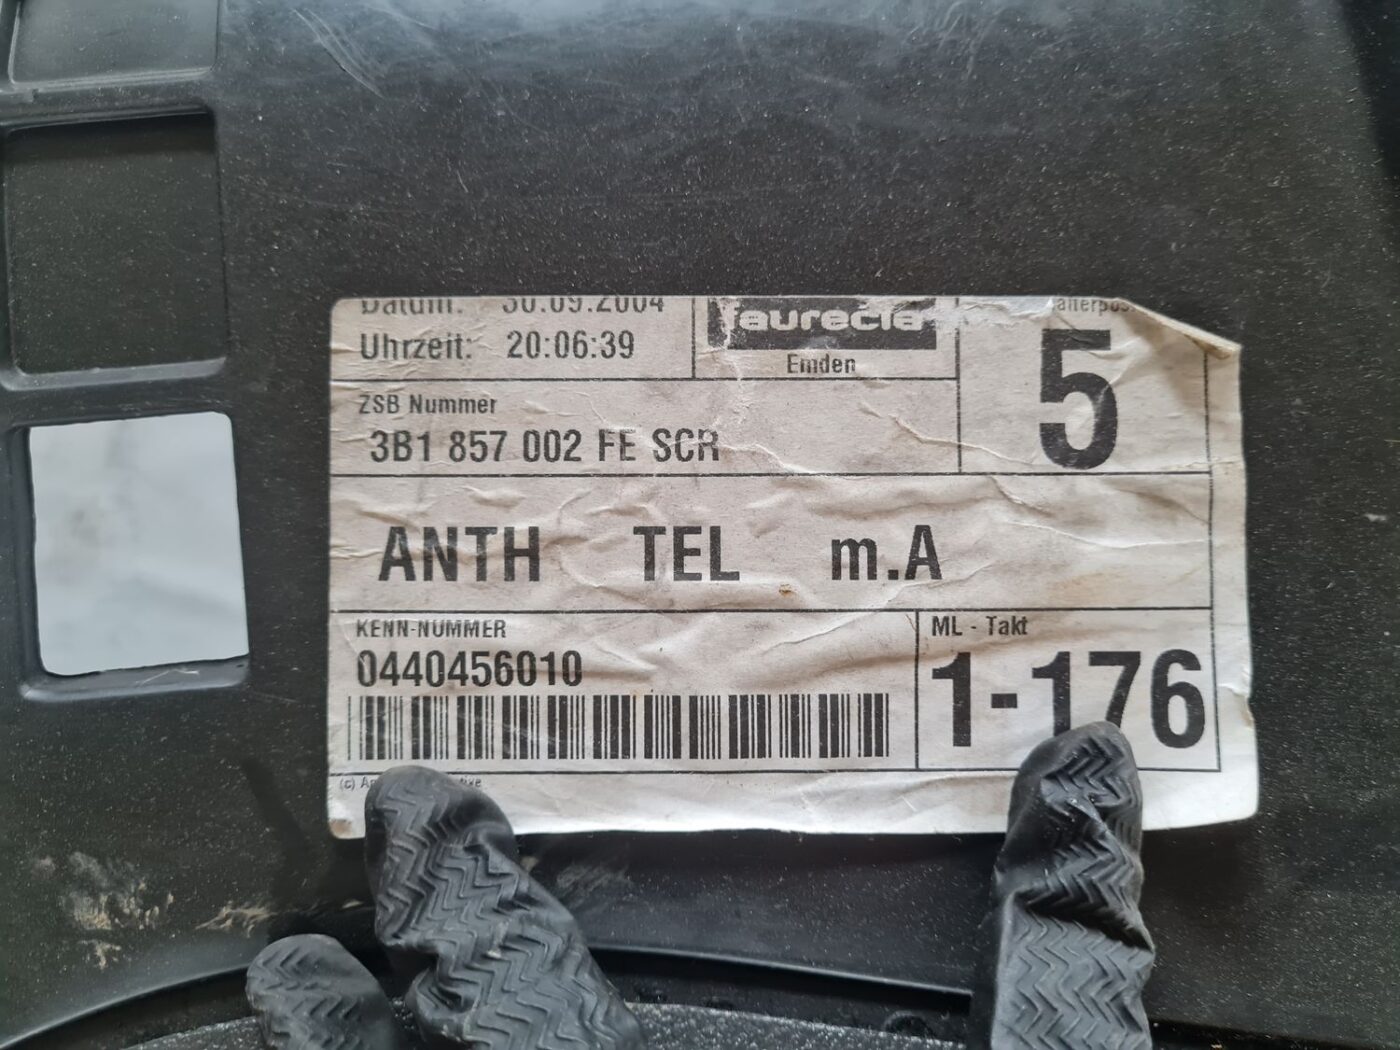 Datum: 30.09.2004
Uhrzeit: 20:06:39
faurecia
Emden
5
ZSB Nummer
3B1 857 002 FE SCR
ANTH TEL m.A
KENN-NUMMER
0440456010
ML - Takt
1-176
(c)